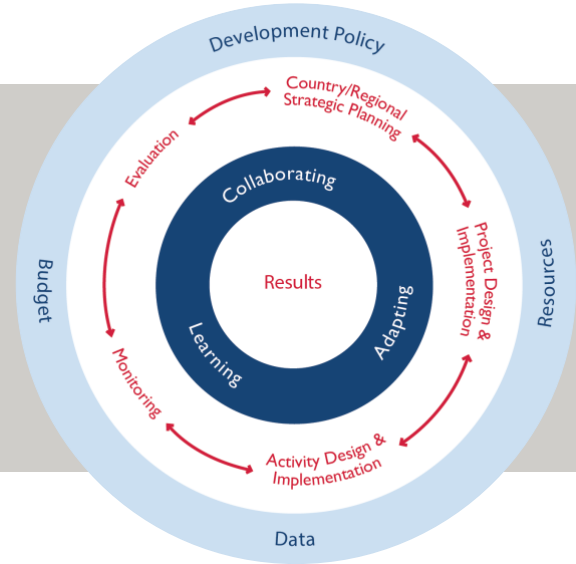 Development Policy
Country/Regional
Strategic Planning
Evaluation
Collaborating
Project Design &
Implementation
Budget
Results
Resources
Adapting
Learning
Monitoring
Activity Design &
Implementation
Data